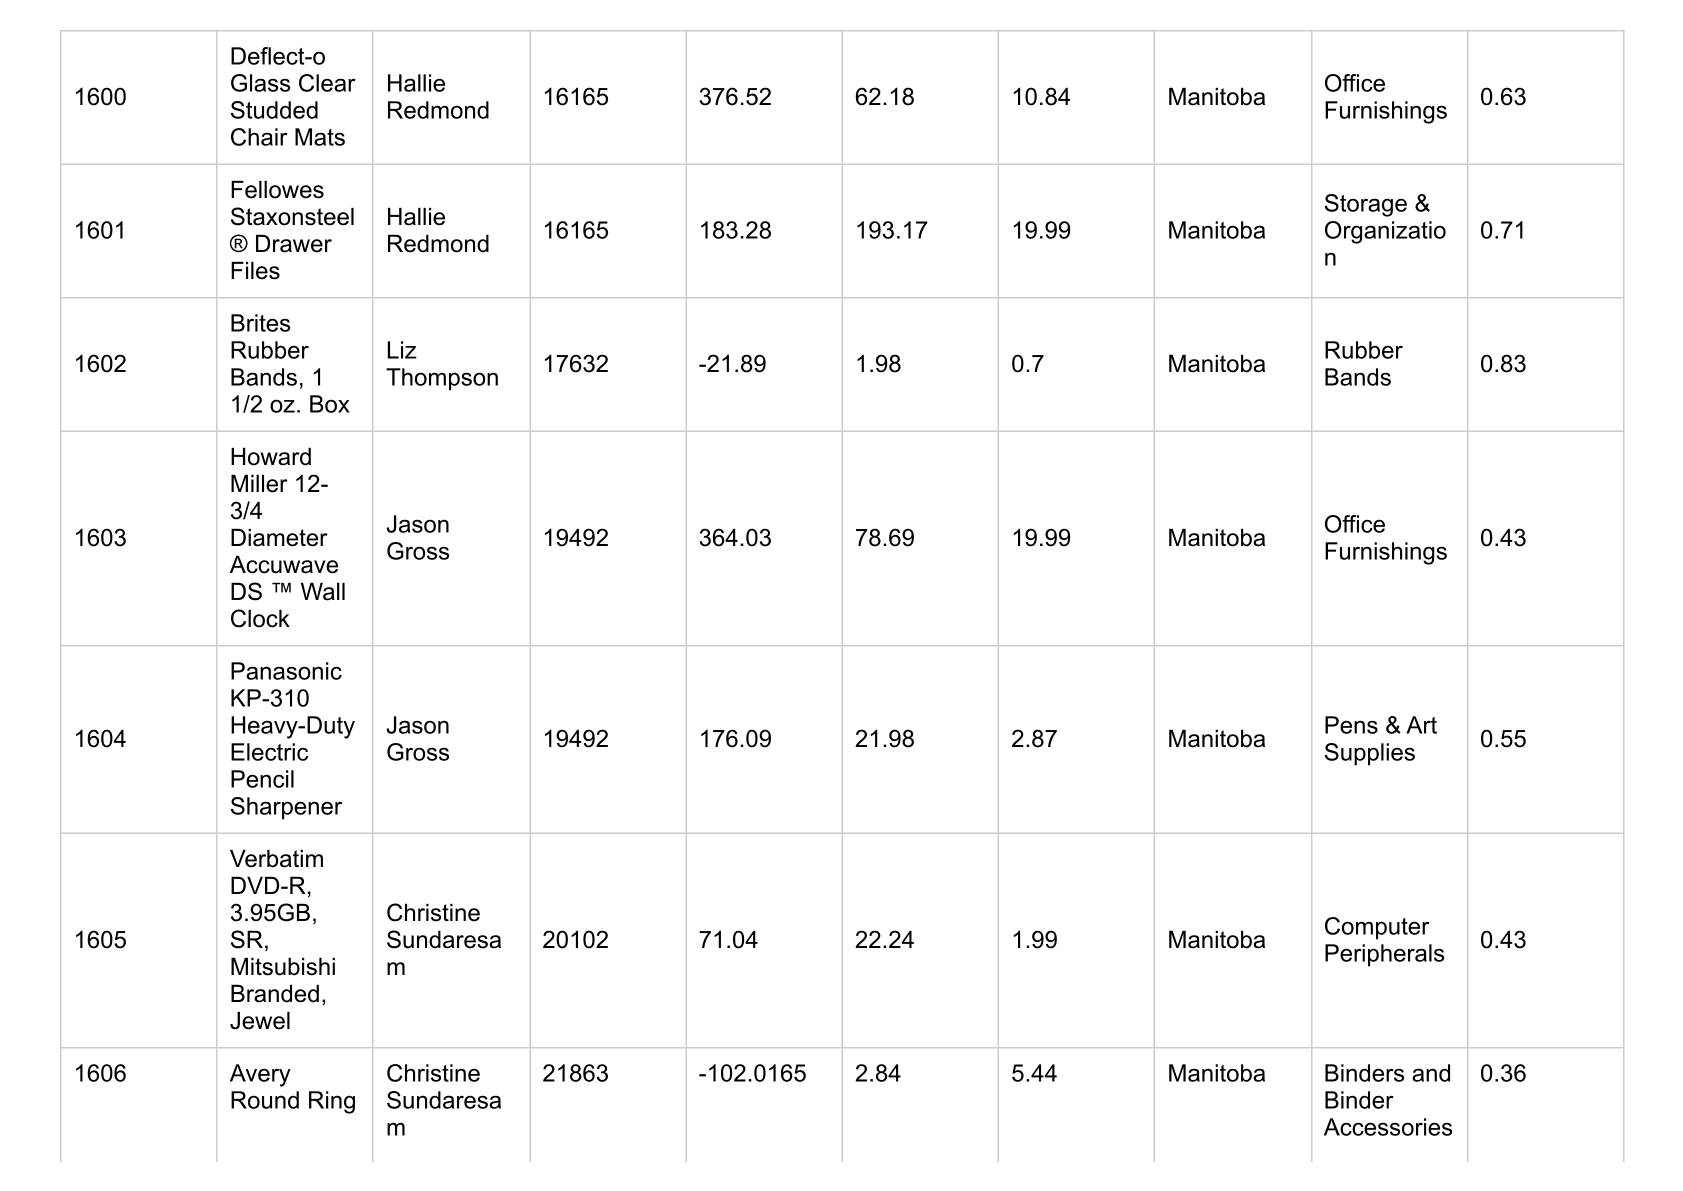 1600
Deflect-o
Glass Clear
Studded
Chair Mats
Hallie
Redmond
16165
376.52
62.18
10.84
Manitoba
Office
Furnishings
0.63
1601
Fellowes
Staxonsteel
® Drawer
Files
Hallie
Redmond
16165
183.28
193.17
19.99
Manitoba
Storage &
Organizatio
n
0.71
1602
Brites
Rubber
Bands, 1
1/2 oz. Box
Liz
Thompson
17632
-21.89
1.98
0.7
Manitoba
Rubber
Bands
0.83
1603
Howard
Miller 12-
3/4
Diameter
Accuwave
DS ™ Wall
Clock
Jason
Gross
19492
364.03
78.69
19.99
Manitoba
Office
Furnishings
0.43
1604
Panasonic
KP-310
Heavy-Duty
Electric
Pencil
Sharpener
Jason
Gross
19492
176.09
21.98
2.87
Manitoba
Pens & Art
Supplies
0.55
1605
Verbatim
DVD-R,
3.95GB,
SR,
Mitsubishi
Branded,
Jewel
Christine
Sundaresa
m
20102
71.04
22.24
1.99
Manitoba
Computer
Peripherals
0.43
1606
Avery
Round Ring
Christine
Sundaresa
m
21863
-102.0165
2.84
5.44
Manitoba
Binders and
Binder
Accessories
0.36